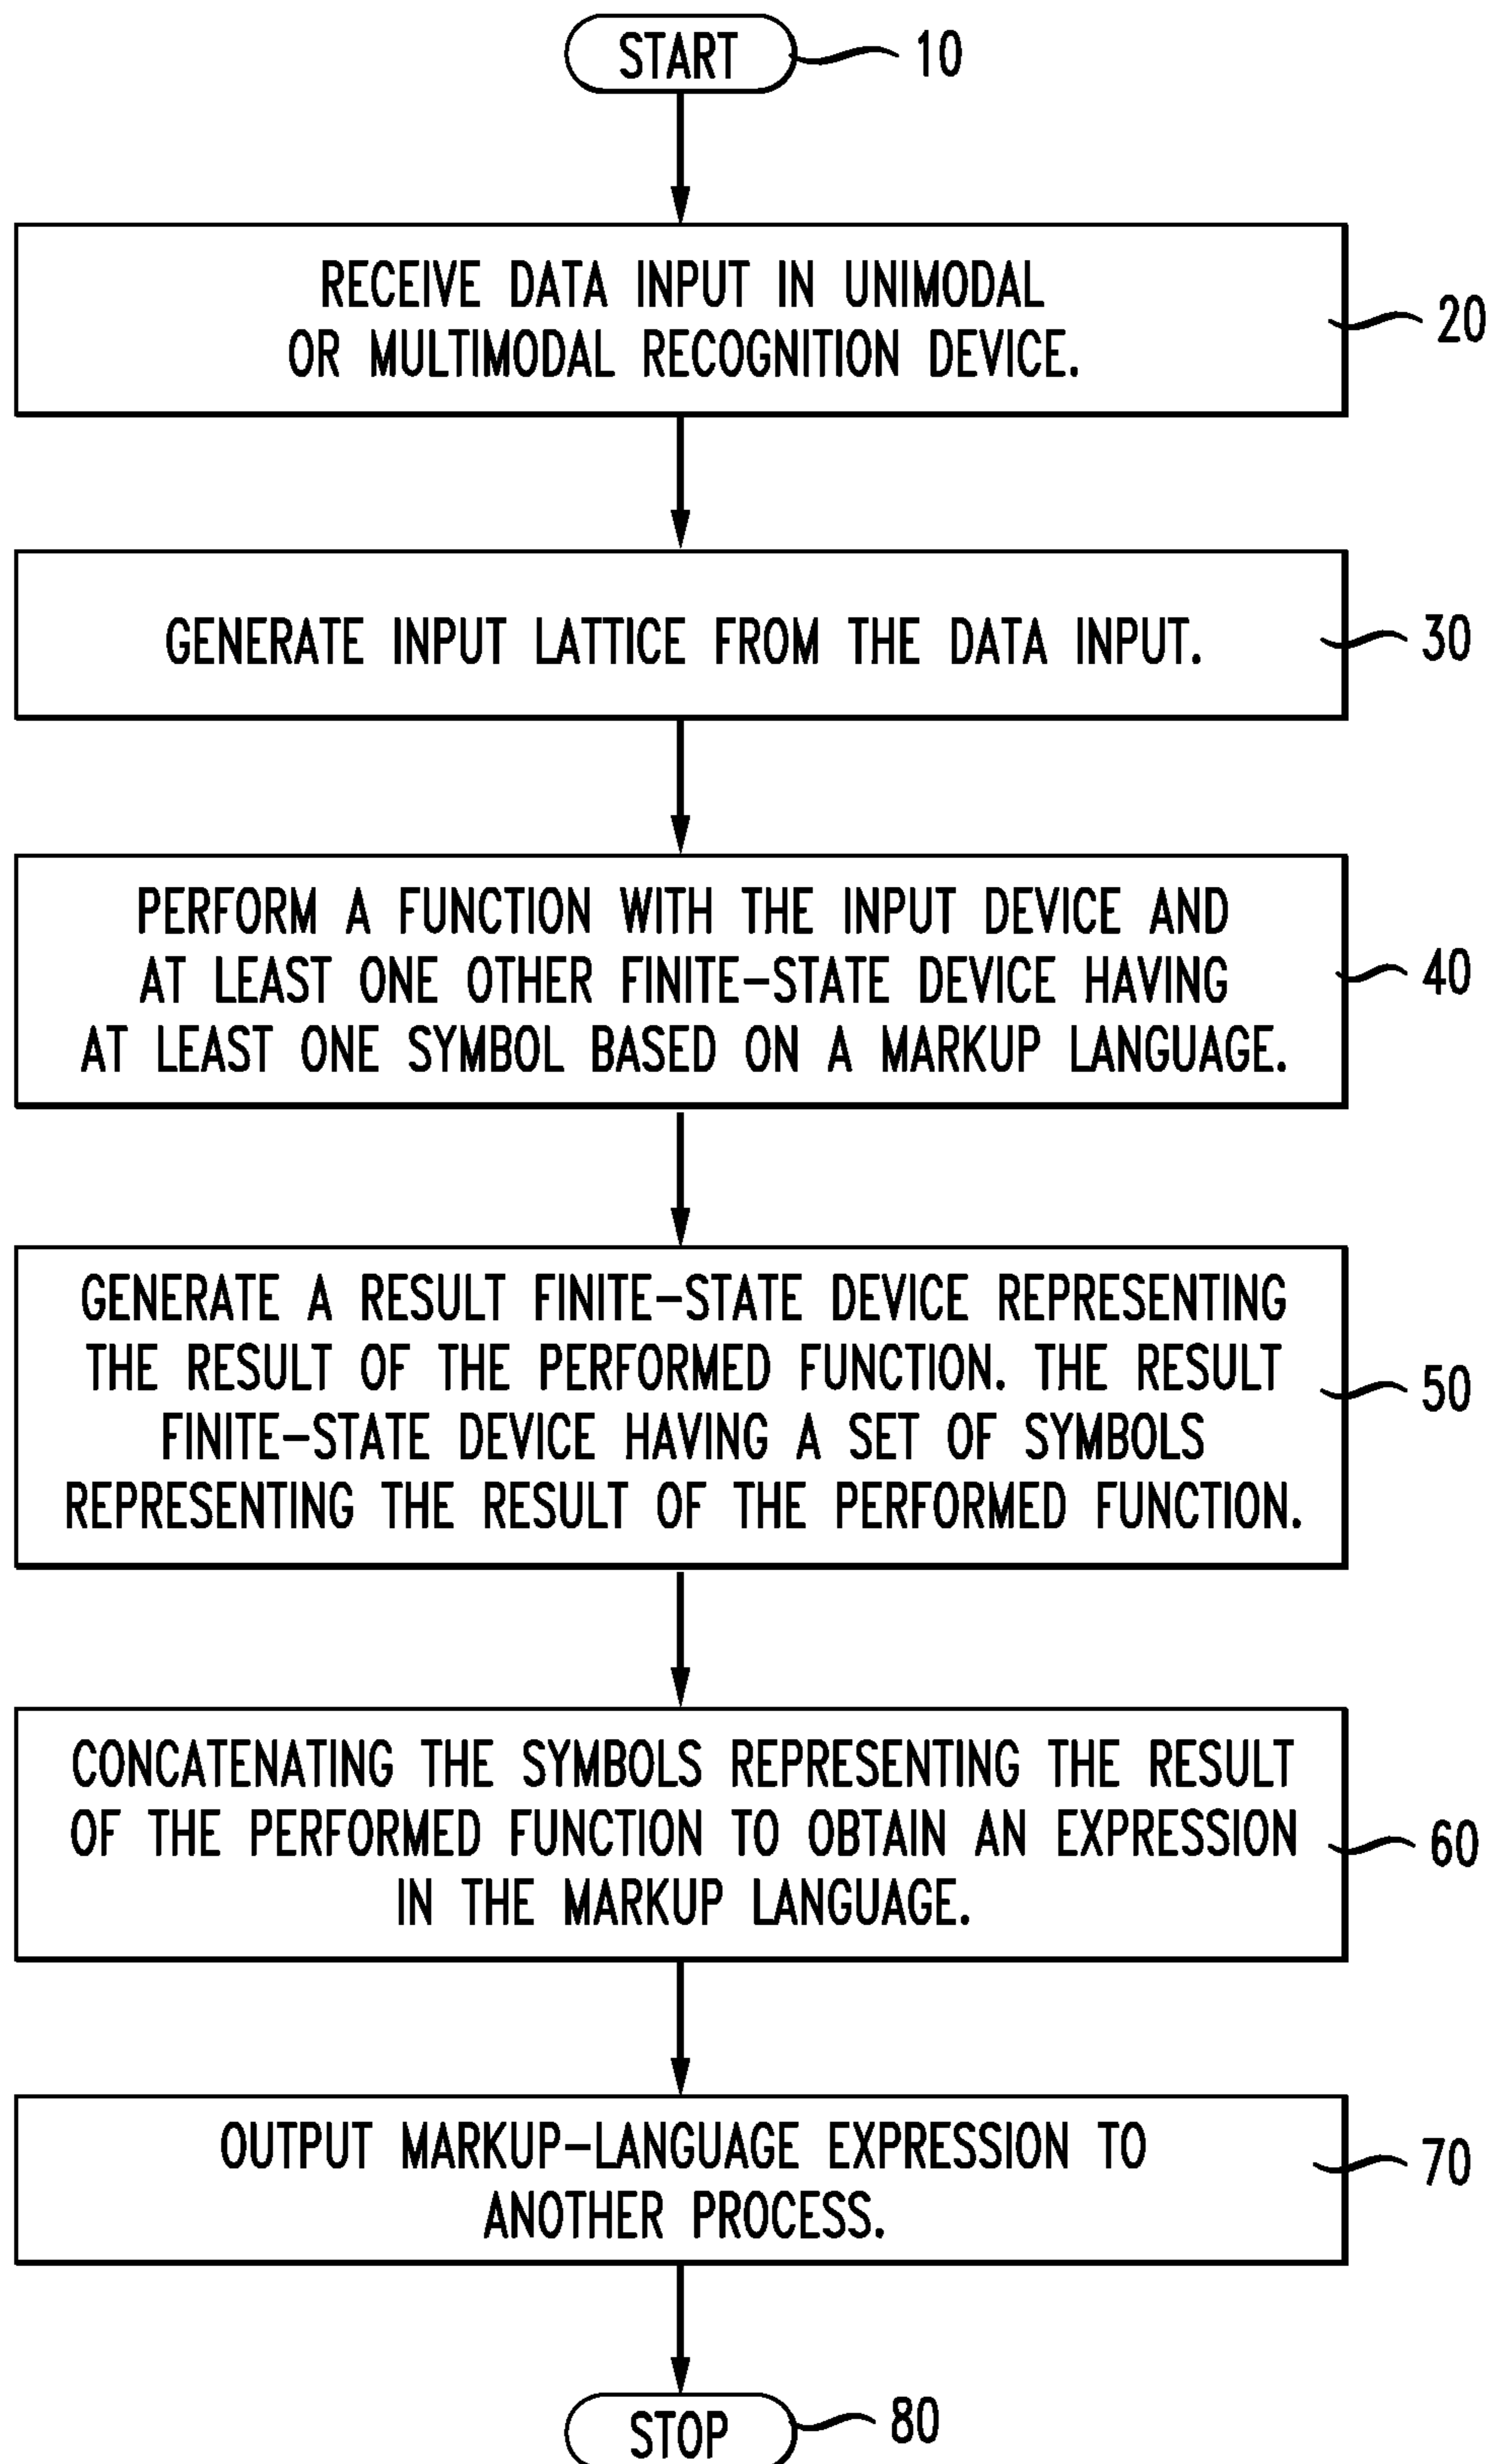 START
10
RECEIVE DATA INPUT IN UNIMODAL
OR MULTIMODAL RECOGNITION DEVICE.
20
GENERATE INPUT LATTICE FROM THE DATA INPUT.
30
PERFORM A FUNCTION WITH THE INPUT DEVICE AND
AT LEAST ONE OTHER FINITE-STATE DEVICE HAVING
AT LEAST ONE SYMBOL BASED ON A MARKUP LANGUAGE.
40
GENERATE A RESULT FINITE-STATE DEVICE REPRESENTING
THE RESULT OF THE PERFORMED FUNCTION. THE RESULT
FINITE-STATE DEVICE HAVING A SET OF SYMBOLS
REPRESENTING THE RESULT OF THE PERFORMED FUNCTION.
50
CONCATENATING THE SYMBOLS REPRESENTING THE RESULT
OF THE PERFORMED FUNCTION TO OBTAIN AN EXPRESSION
IN THE MARKUP LANGUAGE.
60
OUTPUT MARKUP-LANGUAGE EXPRESSION TO
ANOTHER PROCESS.
70
STOP
80